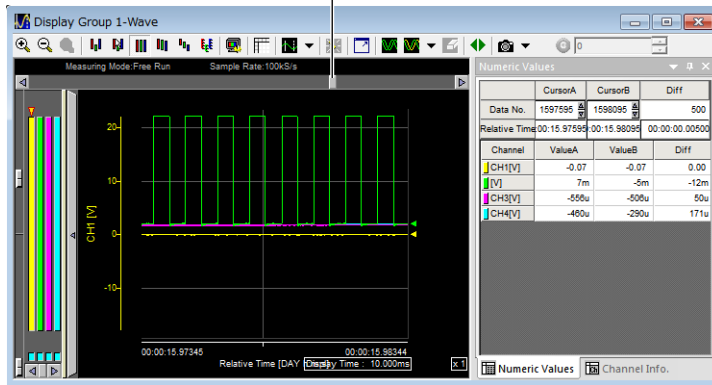 Display Group 1-Wave
0
Measuring Mode:Free Run Sample Rate:100kS/s
Numeric Values
CursorA CursorB Diff
Data No. 1597595 1598095 500
Relative Time 00:15.97595 :00:15.98095 00:00:00.00500
Channel ValueA ValueB Diff
CH1[V] -0.07 -0.07 0.00
[V] 7m -5m -12m
CH3[V] -556u -506u 50u
CH4[V] -460u -290u 171u
20-
10-
0-
-10-
CH1 [V]
00:00:15.97345 00:00:15.98344
Relative Time [DAY Display Time : 10.000ms x 1
Numeric Values Channel Info.